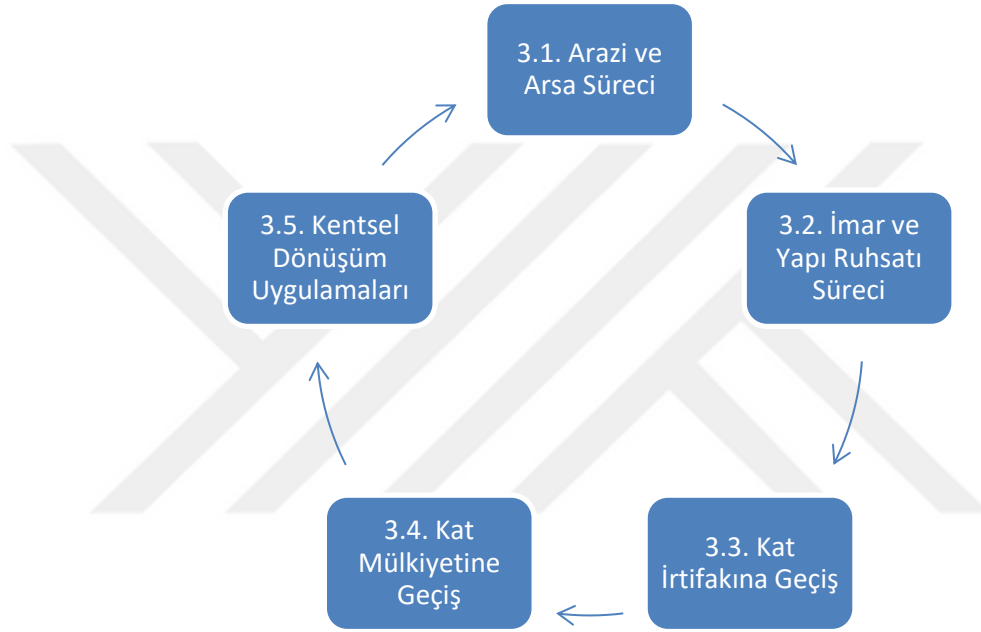 3.1. Arazi ve
Arsa Süreci
3.2. İmar ve
Yapı Ruhsatı
Süreci
3.3. Kat
İrtifakına Geçiş
3.4. Kat
Mülkiyetine
Geçiş
3.5. Kentsel
Dönüşüm
Uygulamaları